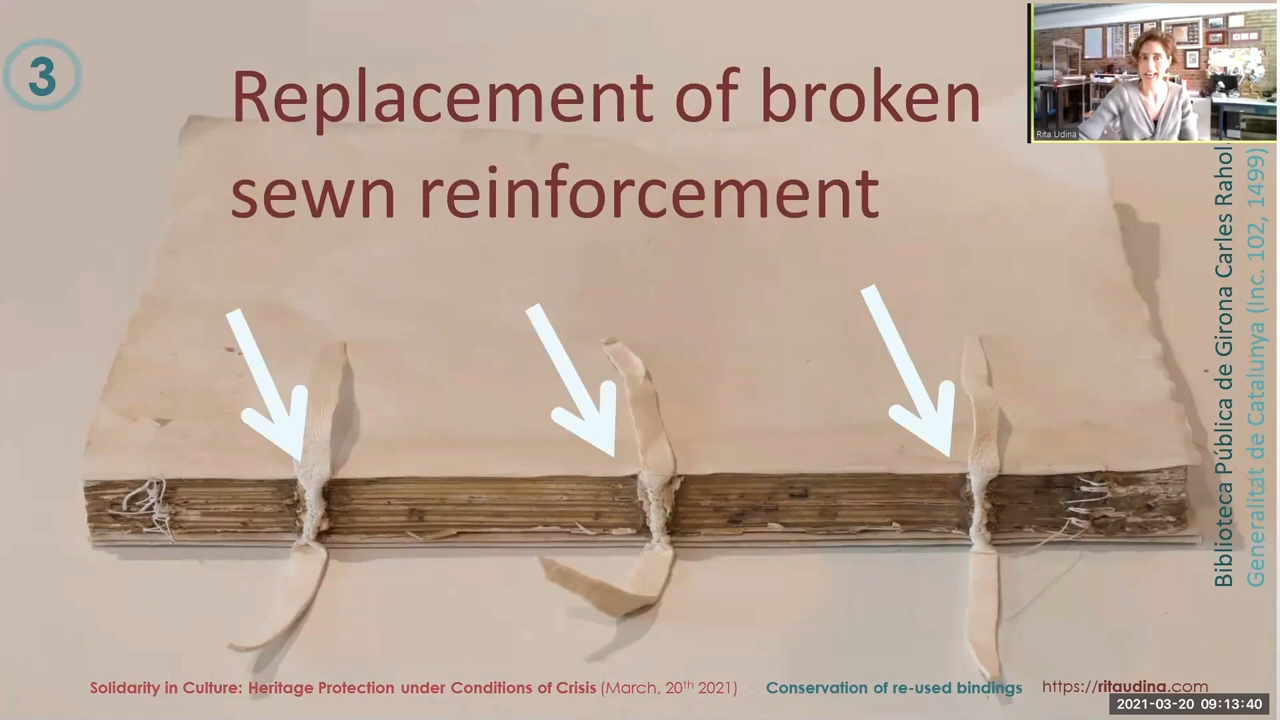 3
Replacement of broken
sewn reinforcement
Rita Udina
Biblioteca Pública de Girona Carles Rahol
Generalitat de Catalunya (Inc. 102, 1499)
Solidarity in Culture: Heritage Protection under Conditions of Crisis (March, 20th 2021) - Conservation of re-used bindings https://ritaudina.com
2021-03-20 09:13:40